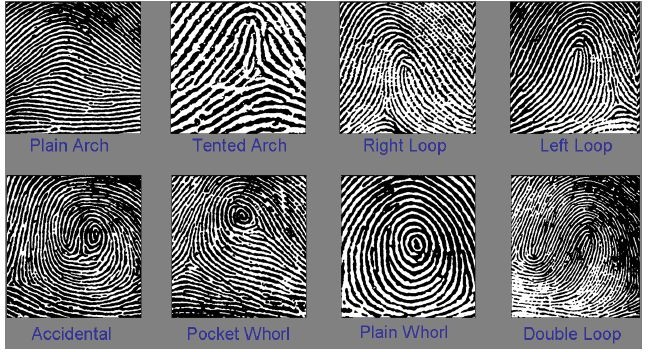 Plain Arch
Tented Arch
Right Loop
Left Loop
Accidental
Pocket Whorl
Plain Whorl
Double Loop